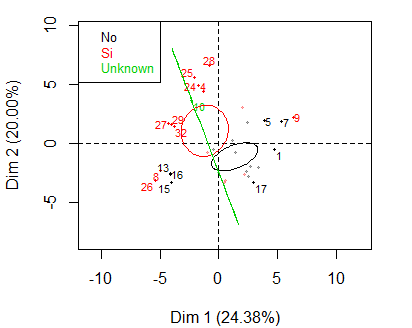 10
5
0
-5
Dim 2 (20.00%)
No
Si
Unknown
28
25
24 4
10
27 29
32
5 7 9
1
13
8 16
26 15
17
-10 -5 0 5 10
Dim 1 (24.38%)